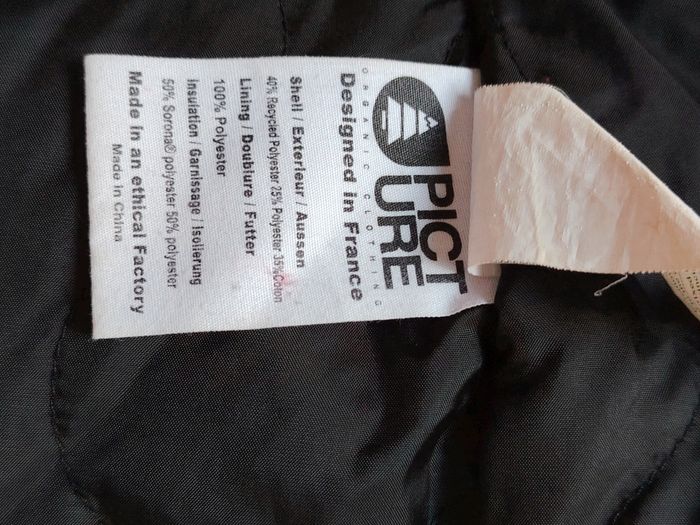 PICT
URE
ORGANIC CLOTHING
Designed in France
Shell / Exterieur / Aussen
40% Recycled Polyester 25% Polyester 35%Coton
Lining / Doublure / Futter
100% Polyester
Insulation / Garnissage / Isolierung
50% Sorona® polyester 50% polyester
Made in an ethical Factory
Made in China